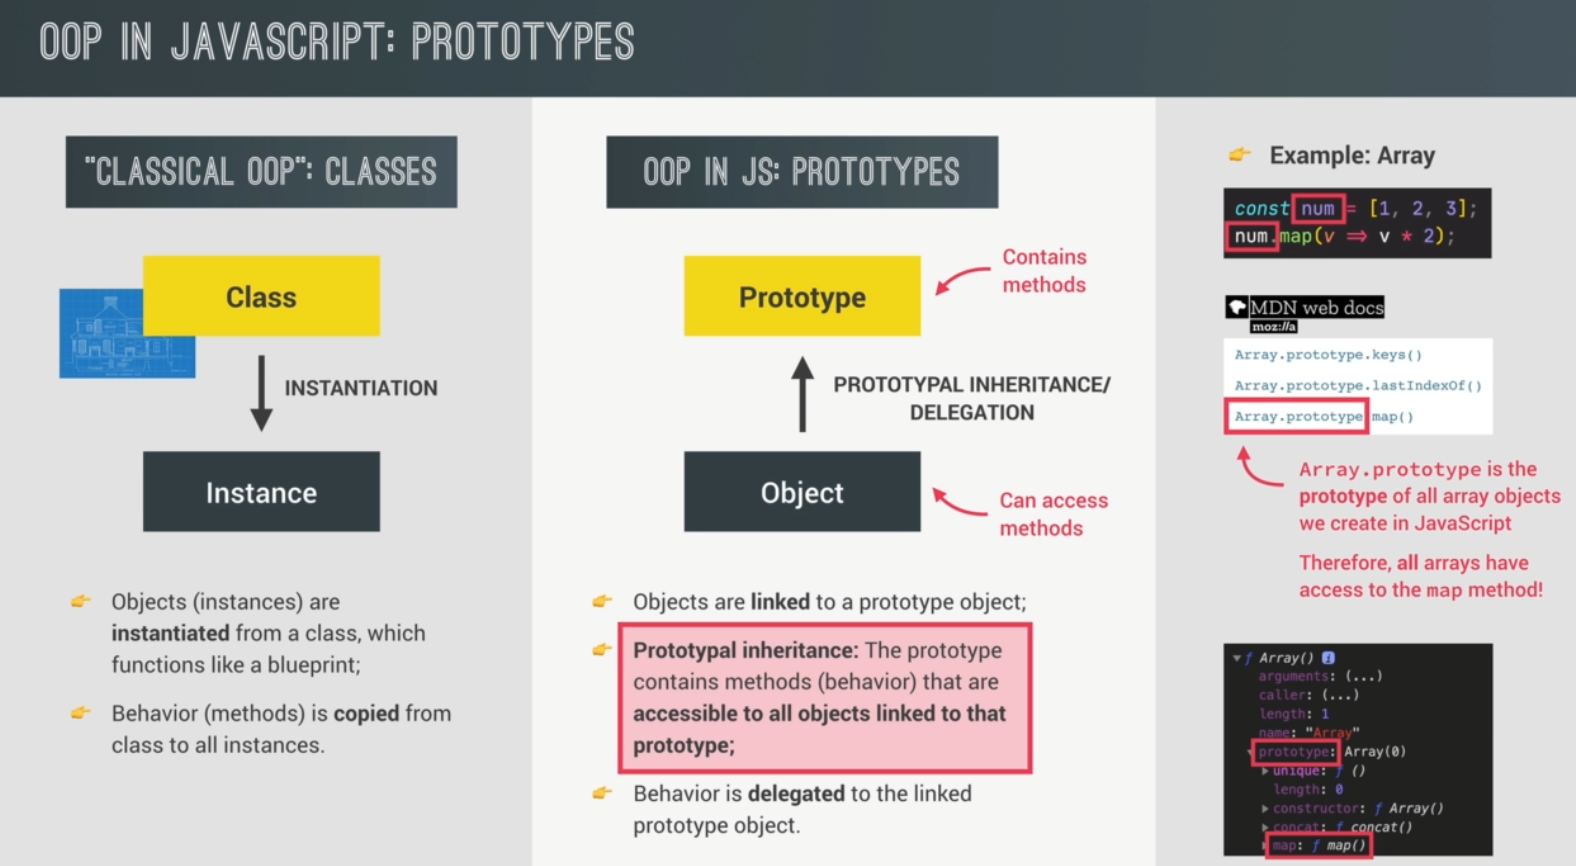 OOP IN JAVASCRIPT: PROTOTYPES
"CLASSICAL OOP": CLASSES
Class
INSTANTIATION
Instance
Objects (instances) are
instantiated from a class, which
functions like a blueprint;
Behavior (methods) is copied from
class to all instances.
OOP IN JS: PROTOTYPES
Prototype
Contains
methods
PROTOTYPAL INHERITANCE/
DELEGATION
Object
Can access
methods
Objects are linked to a prototype object;
Prototypal inheritance: The prototype
contains methods (behavior) that are
accessible to all objects linked to that
prototype;
Behavior is delegated to the linked
prototype object.
Example: Array
const num = [1, 2, 3];
num.map(v ⇒ v * 2);
MDN web docs
moz://a
Array.prototype.keys()
Array.prototype.lastIndexOf()
Array.prototype.map()
Array.prototype is the
prototype of all array objects
we create in JavaScript
Therefore, all arrays have
access to the map method!
ƒ Array() i
arguments: (...)
caller: (...)
length: 1
name: "Array"
prototype: Array(0)
unique: ƒ ()
length: 0
constructor: ƒ Array()
concat: ƒ concat()
map: ƒ map()